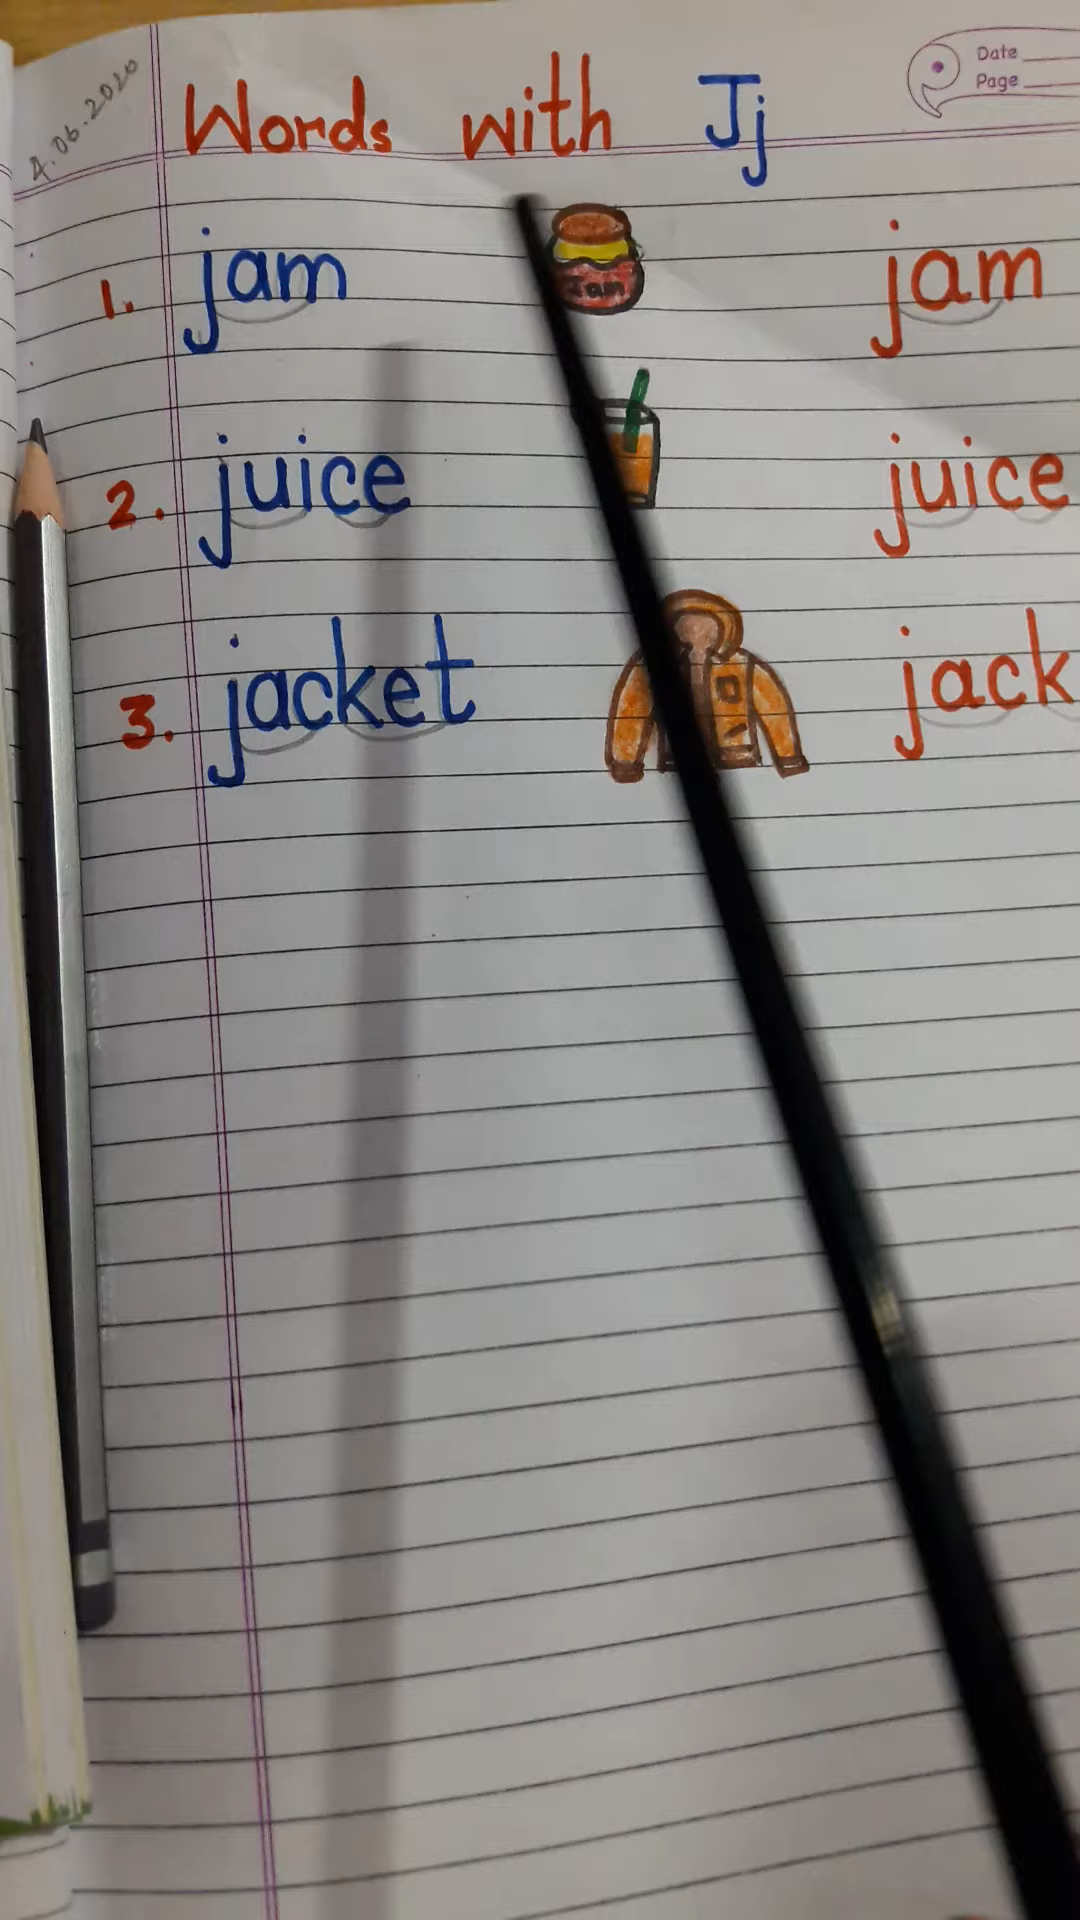 4.06.2020
Date
Page
Words with Jj
1. jam Jam jam
2. juice juice
3. jacket jack